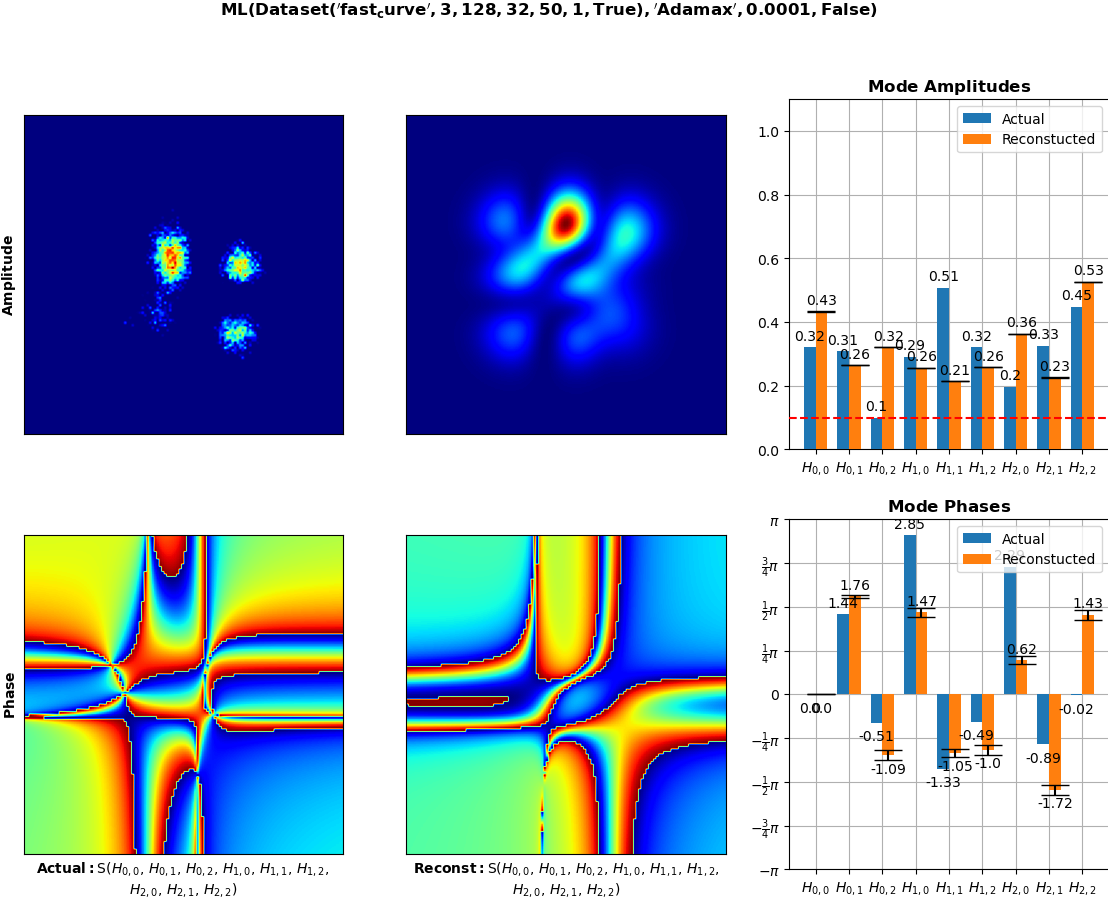 ML(Dataset('fast_curve', 3, 128, 32, 50, 1, True), 'Adamax', 0.0001, False)
Amplitude
Mode Amplitudes
Actual
Reconstucted
1.0
0.8
0.6
0.4
0.2
0.0
0.32 0.43 0.31 0.26 0.1 0.32 0.29 0.26 0.51 0.21 0.32 0.26 0.2 0.36 0.33 0.23 0.45 0.53
H0,0 H0,1 H0,2 H1,0 H1,1 H1,2 H2,0 H2,1 H2,2
Phase
Mode Phases
Actual
Reconstucted
π
3/4π
1/2π
1/4π
0
−1/4π
−1/2π
−3/4π
−π
0.0 0.0 1.44 1.76 -0.51 -1.09 2.85 1.47 -1.33 -1.05 -0.49 -1.0 0.62 -0.89 -1.72 -0.02 1.43
H0,0 H0,1 H0,2 H1,0 H1,1 H1,2 H2,0 H2,1 H2,2
Actual: S(H0,0, H0,1, H0,2, H1,0, H1,1, H1,2,
H2,0, H2,1, H2,2)
Reconst: S(H0,0, H0,1, H0,2, H1,0, H1,1, H1,2,
H2,0, H2,1, H2,2)